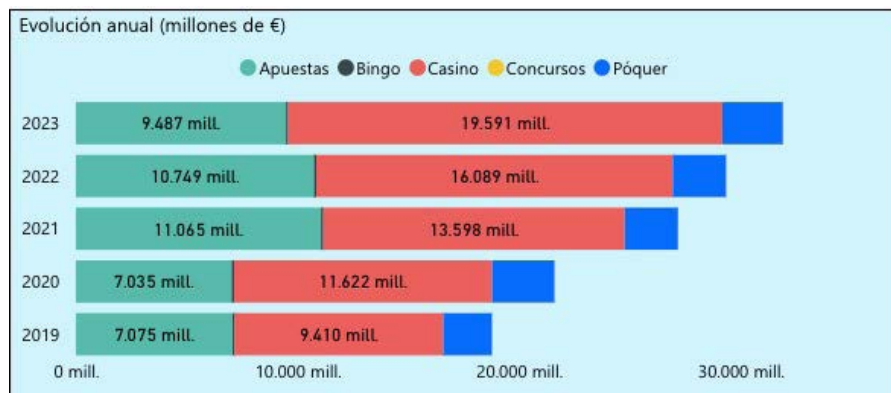 Evolución anual (millones de €)
Apuestas Bingo Casino Concursos Póquer
2023 9.487 mill. 19.591 mill.
2022 10.749 mill. 16.089 mill.
2021 11.065 mill. 13.598 mill.
2020 7.035 mill. 11.622 mill.
2019 7.075 mill. 9.410 mill.
0 mill. 10.000 mill. 20.000 mill. 30.000 mill.